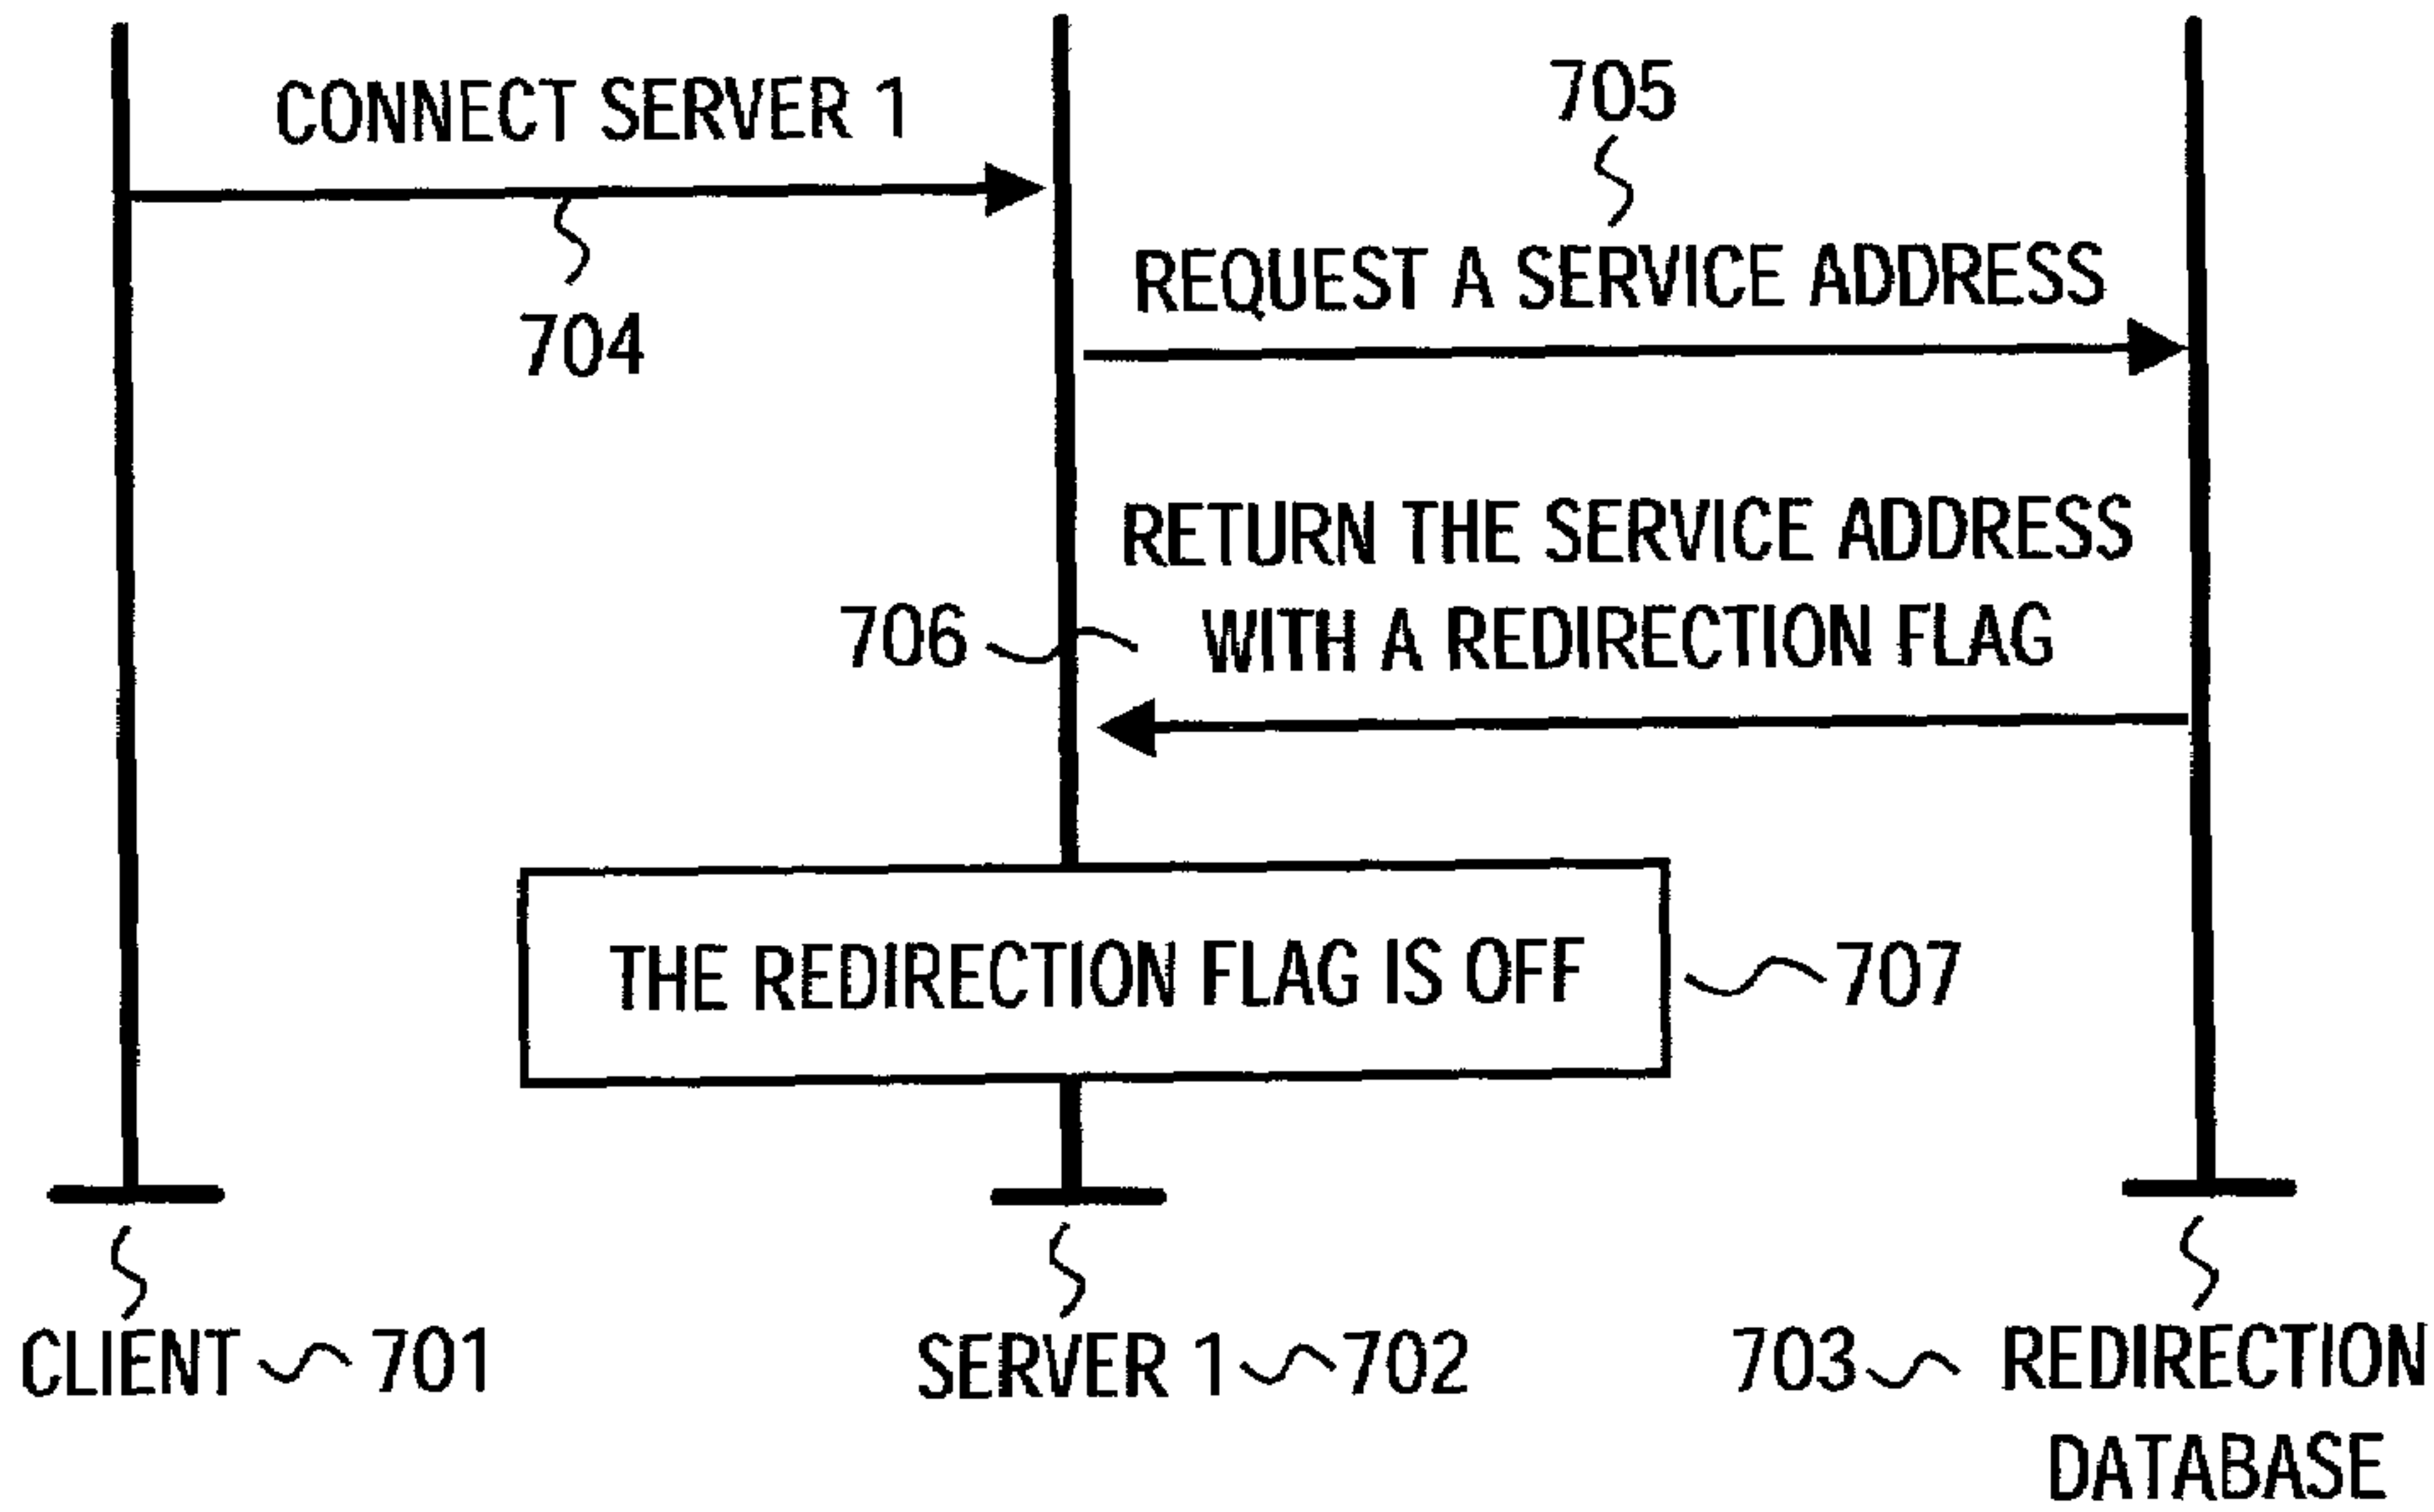 CONNECT SERVER 1
704
705
REQUEST A SERVICE ADDRESS
RETURN THE SERVICE ADDRESS
706 WITH A REDIRECTION FLAG
THE REDIRECTION FLAG IS OFF 707
CLIENT 701
SERVER 1 702
703 REDIRECTION
DATABASE